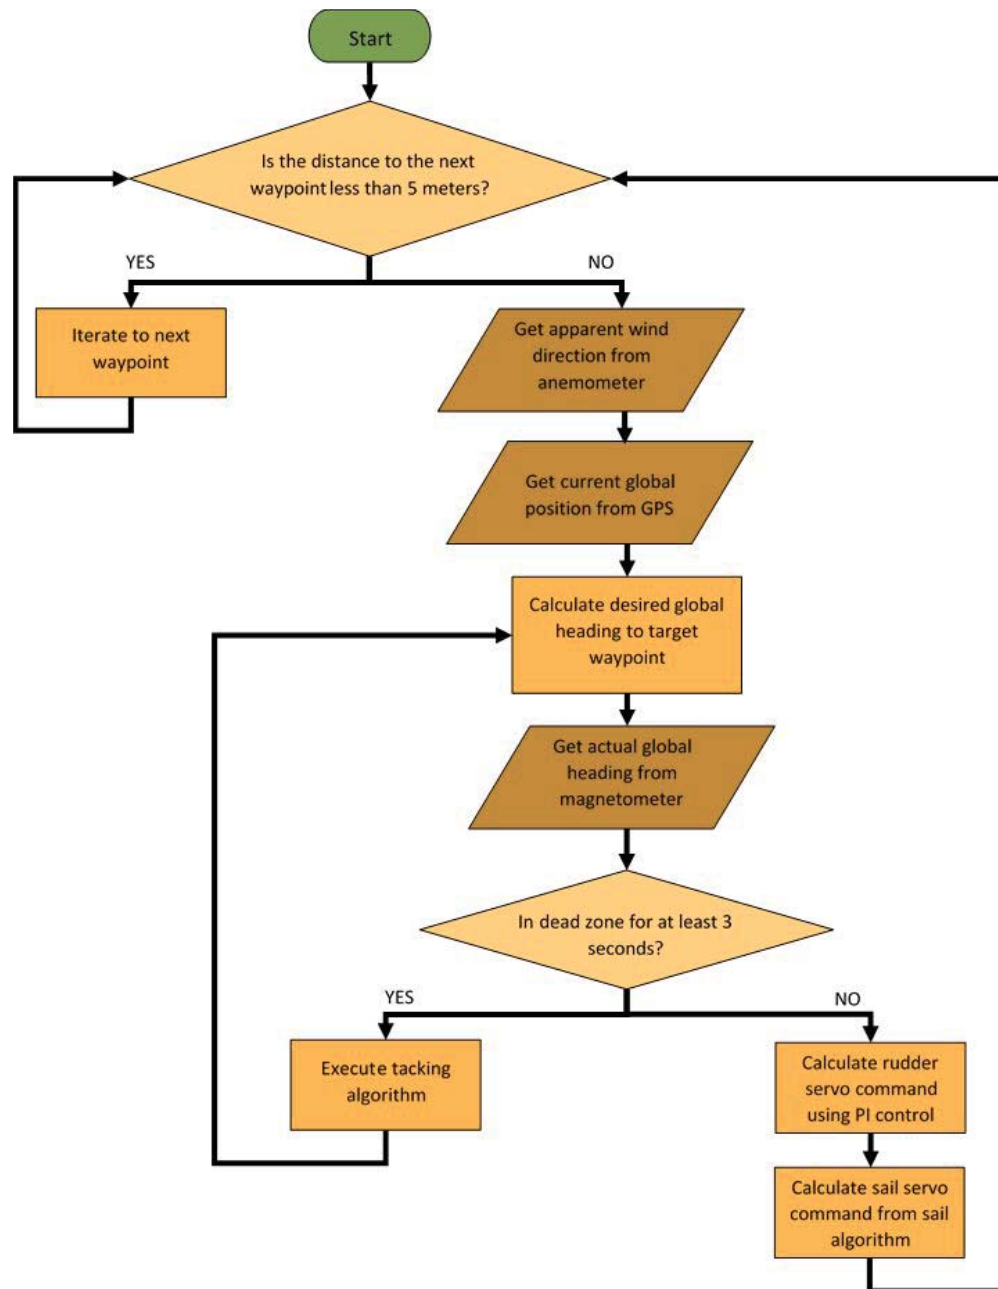 Start
Is the distance to the next
waypoint less than 5 meters?
YES
NO
Iterate to next
waypoint
Get apparent wind
direction from
anemometer
Get current global
position from GPS
Calculate desired global
heading to target
waypoint
Get actual global
heading from
magnetometer
In dead zone for at least 3
seconds?
YES
NO
Execute tacking
algorithm
Calculate rudder
servo command
using PI control
Calculate sail servo
command from sail
algorithm